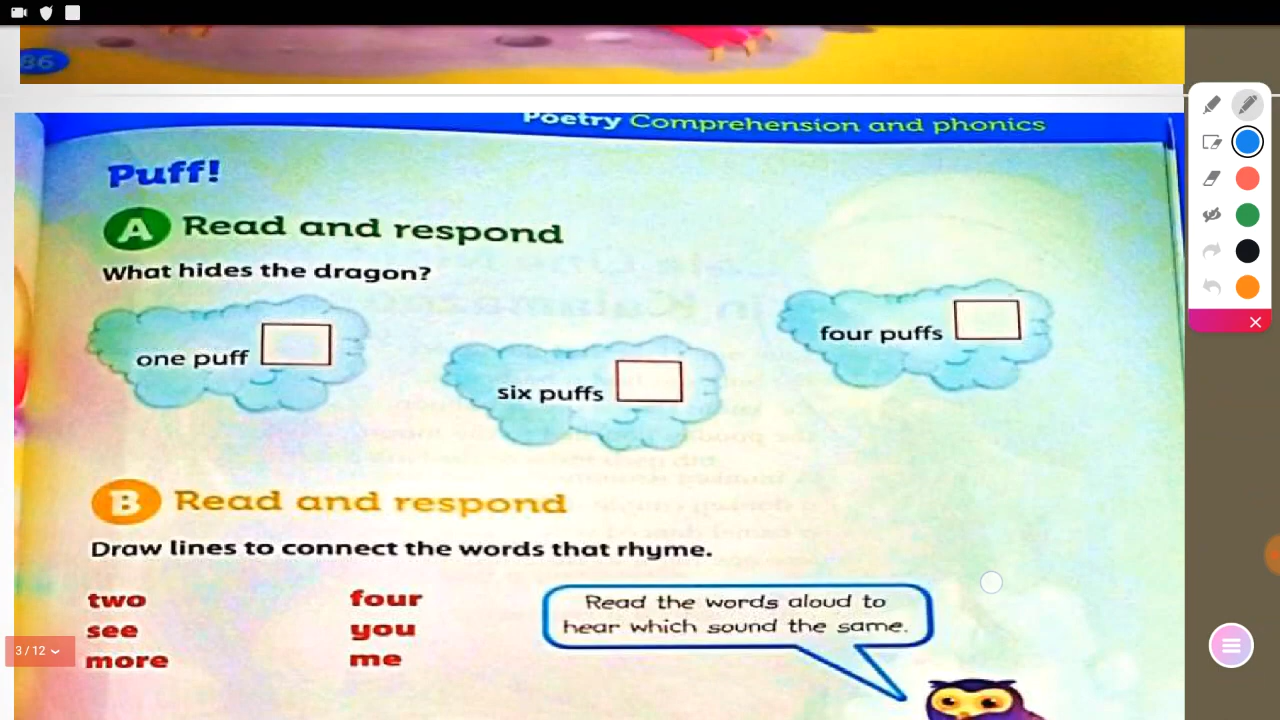 86
Poetry Comprehension and phonics
Puff!
A Read and respond
What hides the dragon?
one puff
six puffs
four puffs
B Read and respond
Draw lines to connect the words that rhyme.
two four
see you
more me
Read the words aloud to
hear which sound the same.
3 / 12